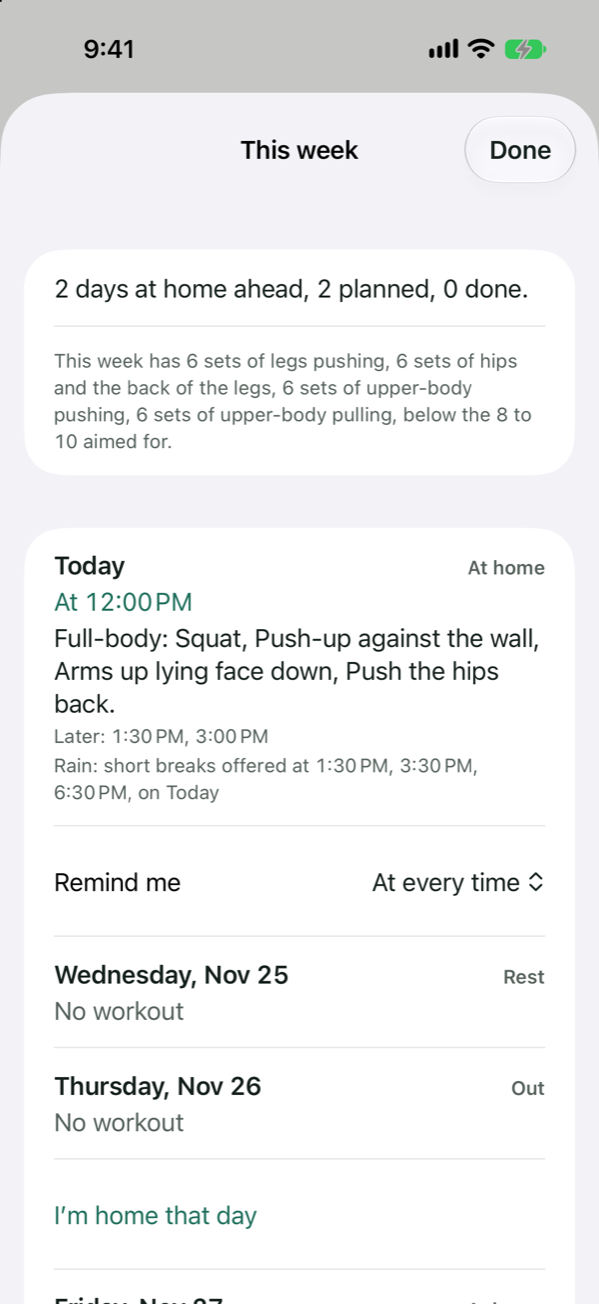 9:41
This week
Done
2 days at home ahead, 2 planned, 0 done.
This week has 6 sets of legs pushing, 6 sets of hips
and the back of the legs, 6 sets of upper-body
pushing, 6 sets of upper-body pulling, below the 8 to
10 aimed for.
Today
At home
At 12:00 PM
Full-body: Squat, Push-up against the wall,
Arms up lying face down, Push the hips
back.
Later: 1:30 PM, 3:00 PM
Rain: short breaks offered at 1:30 PM, 3:30 PM,
6:30 PM, on Today
Remind me
At every time
Wednesday, Nov 25
Rest
No workout
Thursday, Nov 26
Out
No workout
I’m home that day
Friday, Nov 27